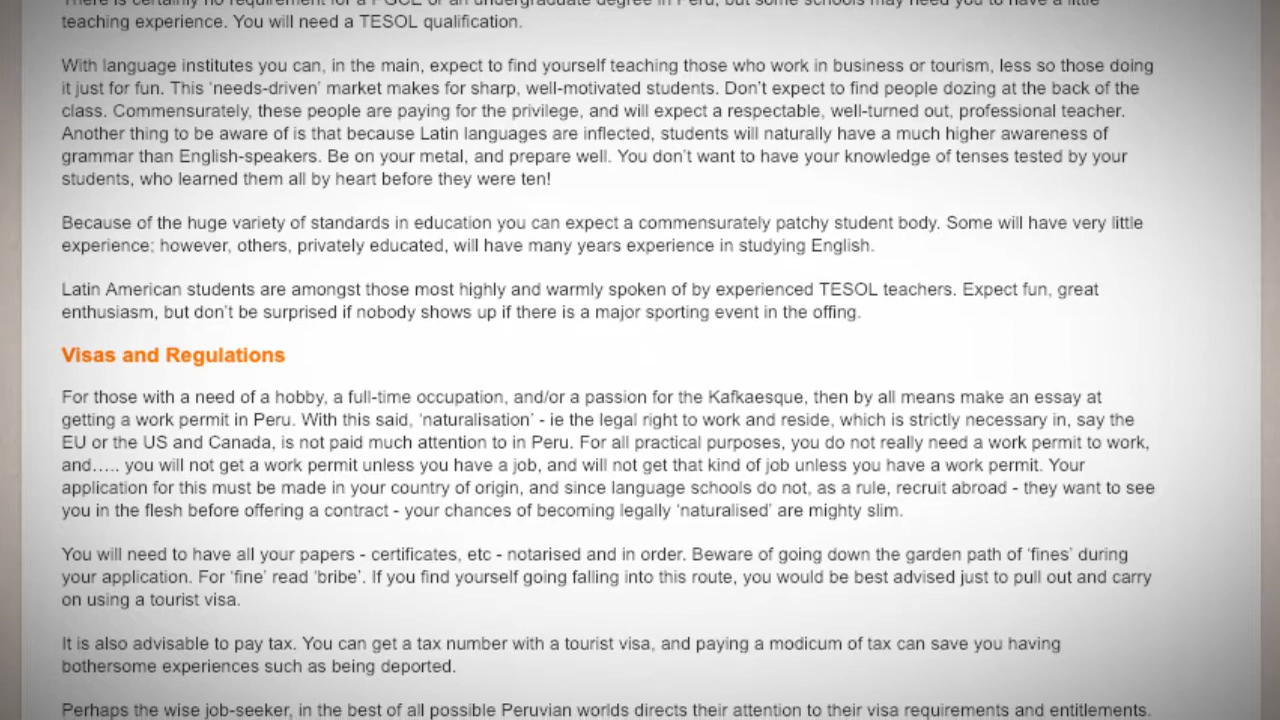 There is certainly no requirement for a PGCE or an undergraduate degree in Peru, but some schools may need you to have a little
teaching experience. You will need a TESOL qualification.
With language institutes you can, in the main, expect to find yourself teaching those who work in business or tourism, less so those doing
it just for fun. This ‘needs-driven’ market makes for sharp, well-motivated students. Don’t expect to find people dozing at the back of the
class. Commensurately, these people are paying for the privilege, and will expect a respectable, well-turned out, professional teacher.
Another thing to be aware of is that because Latin languages are inflected, students will naturally have a much higher awareness of
grammar than English-speakers. Be on your metal, and prepare well. You don’t want to have your knowledge of tenses tested by your
students, who learned them all by heart before they were ten!
Because of the huge variety of standards in education you can expect a commensurately patchy student body. Some will have very little
experience; however, others, privately educated, will have many years experience in studying English.
Latin American students are amongst those most highly and warmly spoken of by experienced TESOL teachers. Expect fun, great
enthusiasm, but don’t be surprised if nobody shows up if there is a major sporting event in the offing.
Visas and Regulations
For those with a need of a hobby, a full-time occupation, and/or a passion for the Kafkaesque, then by all means make an essay at
getting a work permit in Peru. With this said, ‘naturalisation’ - ie the legal right to work and reside, which is strictly necessary in, say the
EU or the US and Canada, is not paid much attention to in Peru. For all practical purposes, you do not really need a work permit to work,
and..... you will not get a work permit unless you have a job, and will not get that kind of job unless you have a work permit. Your
application for this must be made in your country of origin, and since language schools do not, as a rule, recruit abroad - they want to see
you in the flesh before offering a contract - your chances of becoming legally ‘naturalised’ are mighty slim.
You will need to have all your papers - certificates, etc - notarised and in order. Beware of going down the garden path of ‘fines’ during
your application. For ‘fine’ read ‘bribe’. If you find yourself going falling into this route, you would be best advised just to pull out and carry
on using a tourist visa.
It is also advisable to pay tax. You can get a tax number with a tourist visa, and paying a modicum of tax can save you having
bothersome experiences such as being deported.
Perhaps the wise job-seeker, in the best of all possible Peruvian worlds directs their attention to their visa requirements and entitlements.